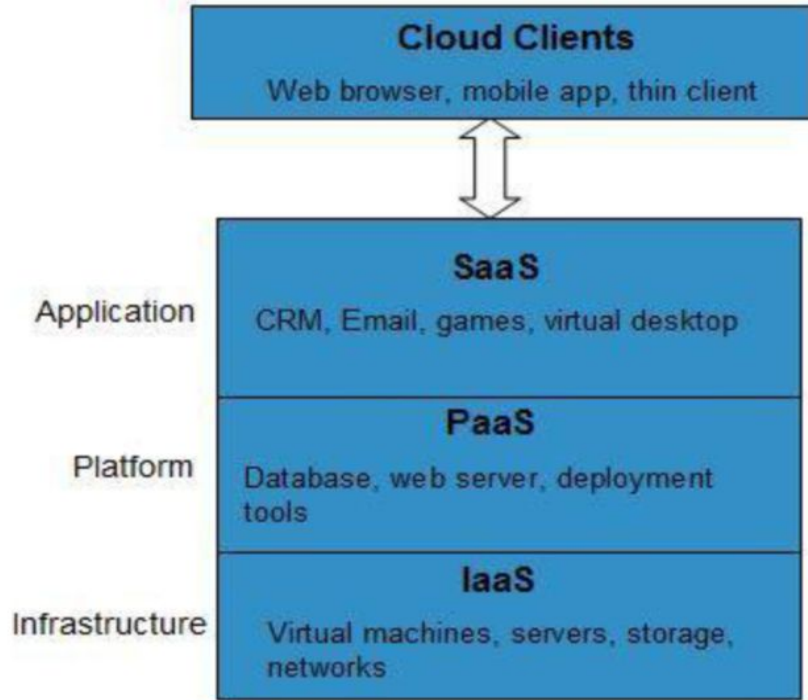 Cloud Clients
Web browser, mobile app, thin client
SaaS
Application
CRM, Email, games, virtual desktop
PaaS
Platform
Database, web server, deployment
tools
IaaS
Infrastructure
Virtual machines, servers, storage,
networks